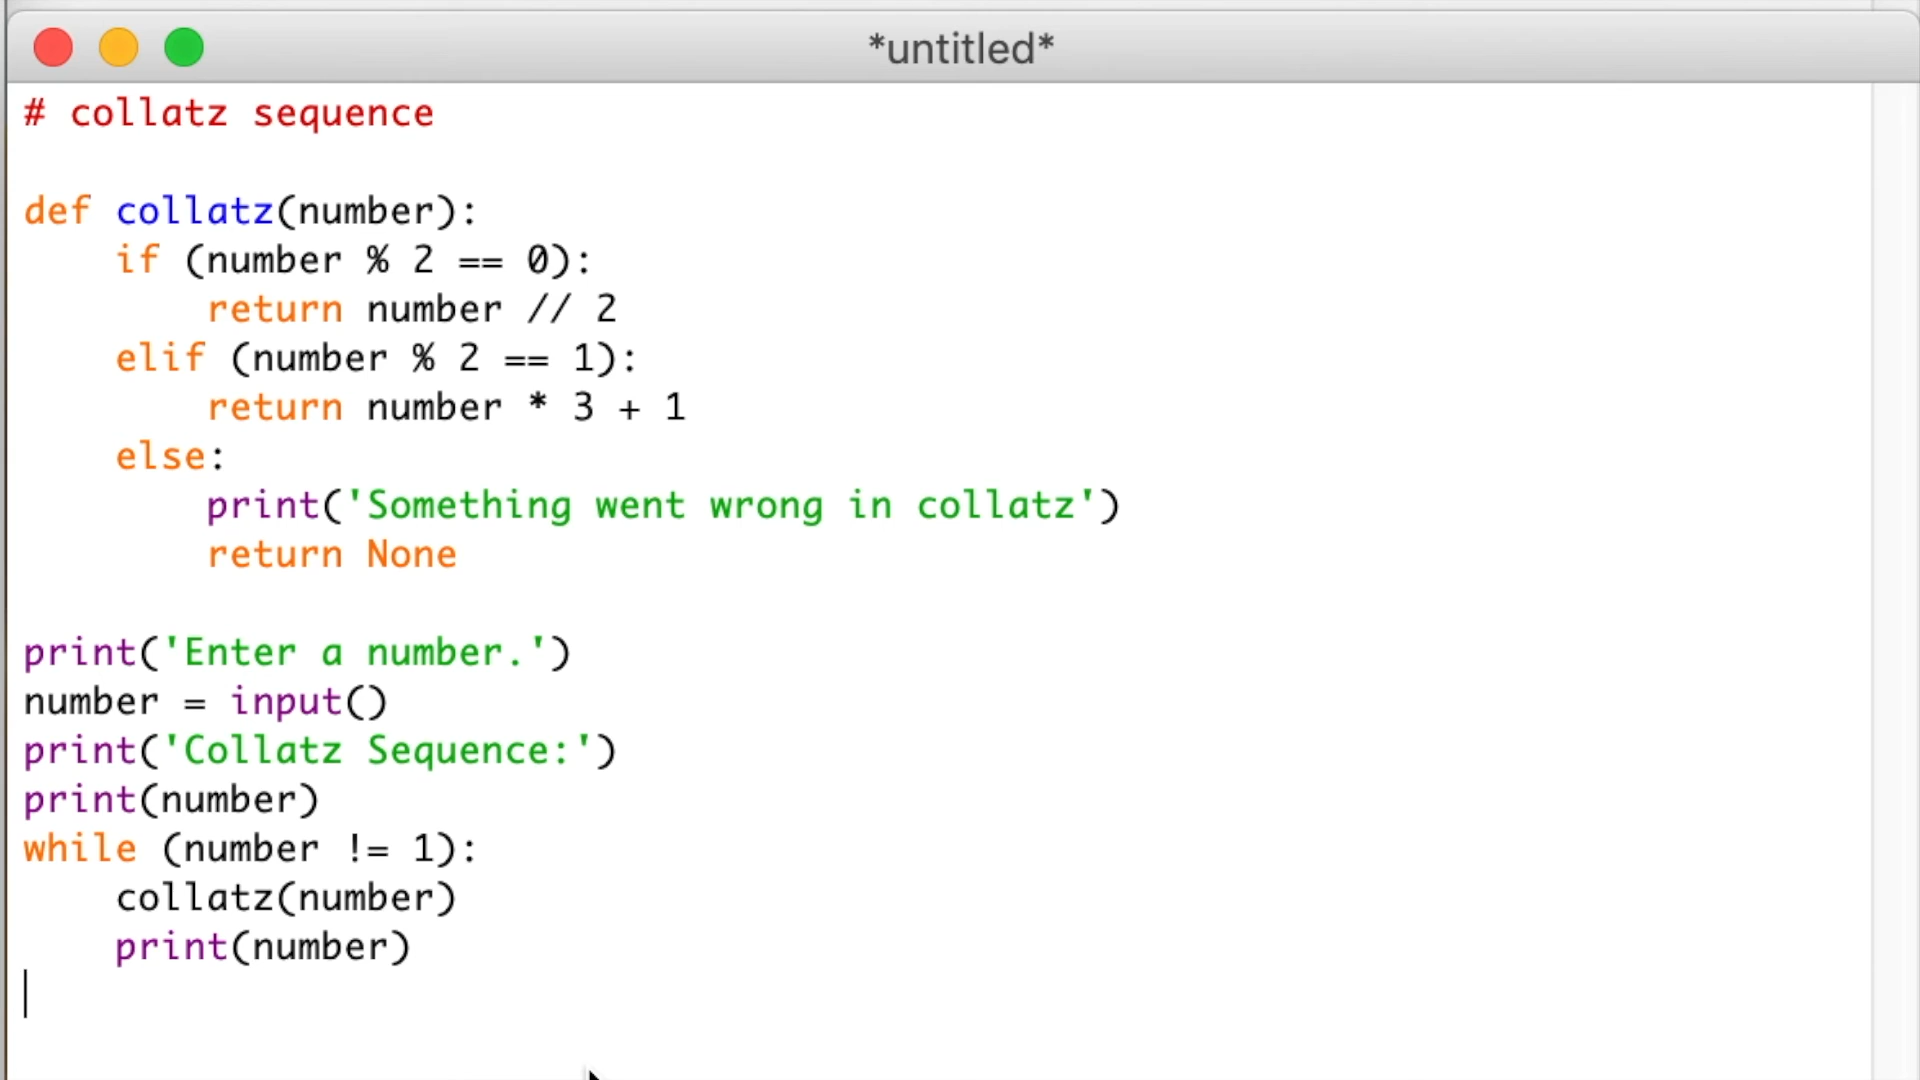 *untitled*
# collatz sequence
def collatz(number):
    if (number % 2 == 0):
        return number // 2
    elif (number % 2 == 1):
        return number * 3 + 1
    else:
        print('Something went wrong in collatz')
        return None
print('Enter a number.')
number = input()
print('Collatz Sequence:')
print(number)
while (number != 1):
    collatz(number)
    print(number)